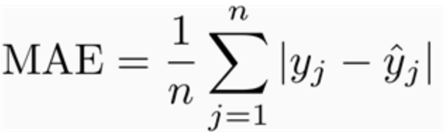 MAE = \frac{1}{n} \sum_{j=1}^{n} |y_j - \hat{y}_j|